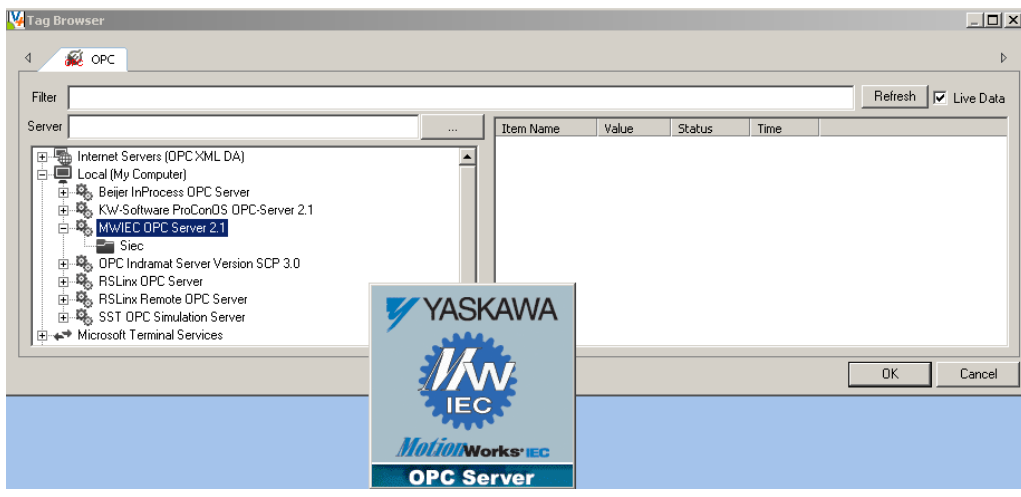 Tag Browser
OPC
Filter
Refresh
Live Data
Server
...
Item Name Value Status Time
Internet Servers (OPC XML DA)
Local (My Computer)
Beijer InProcess OPC Server
KW-Software ProConOS OPC-Server 2.1
MWIEC OPC Server 2.1
Siec
OPC Indramat Server Version SCP 3.0
RSLinx OPC Server
RSLinx Remote OPC Server
SST OPC Simulation Server
Microsoft Terminal Services
YASKAWA
MW
IEC
MotionWorks® IEC
OPC Server
OK Cancel